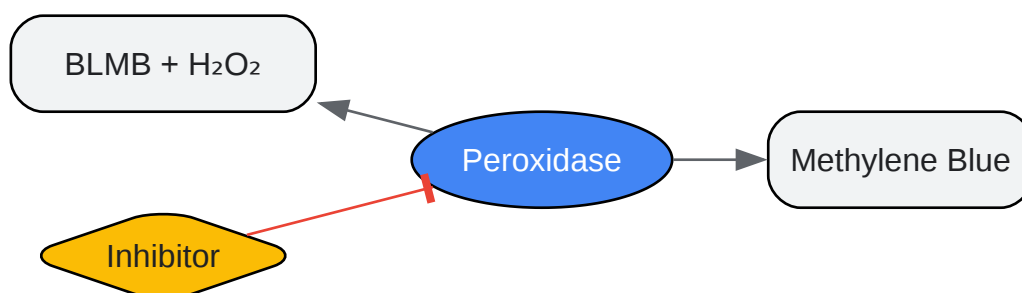 BLMB + H₂O₂
Peroxidase
Methylene Blue
Inhibitor